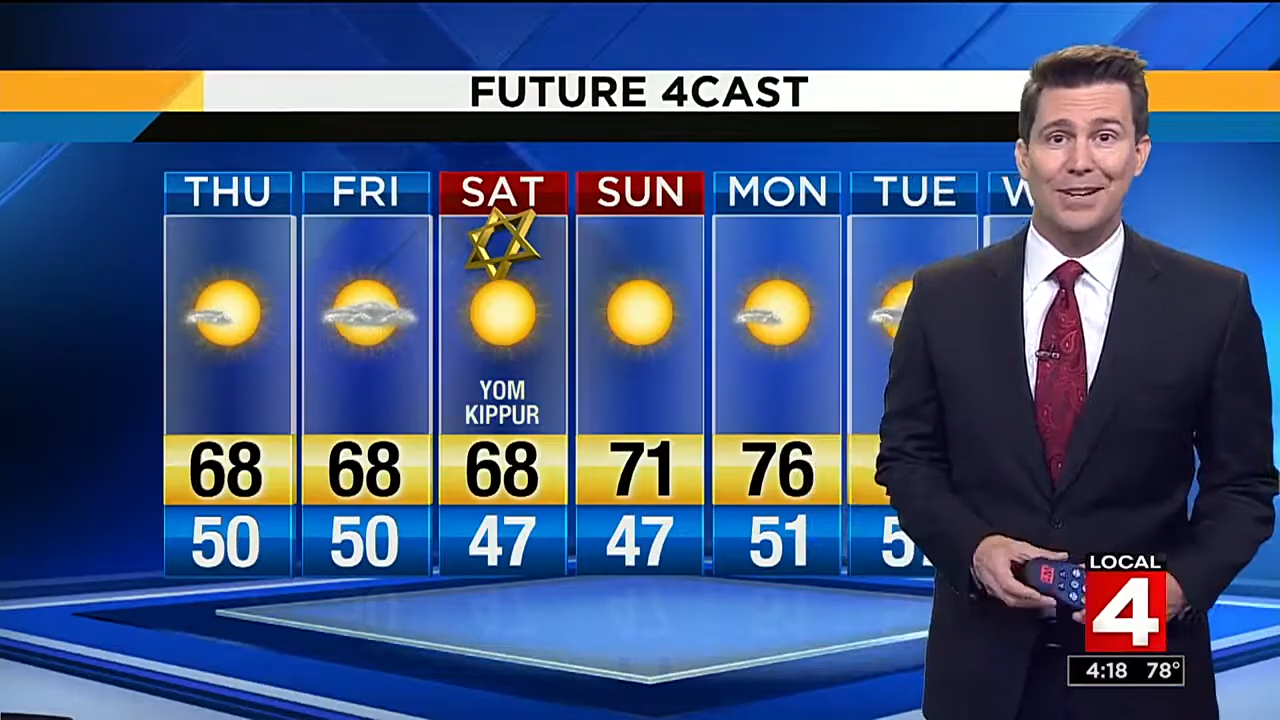 FUTURE 4CAST
THU FRI SAT SUN MON TUE W
YOM
KIPPUR
68 68 68 71 76
50 50 47 47 51 5
LOCAL
4
4:18 78°